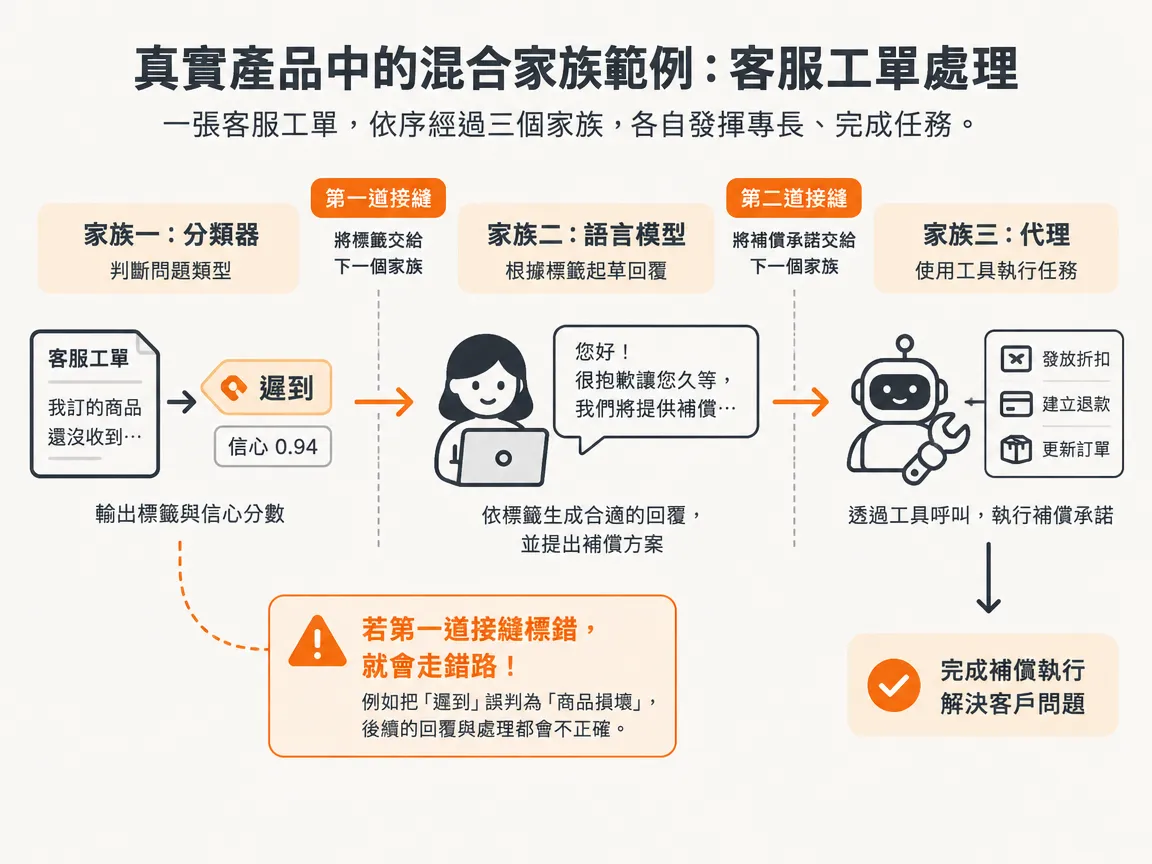 真實產品中的混合家族範例：客服工單處理
一張客服工單，依序經過三個家族，各自發揮專長、完成任務。
家族一：分類器
判斷問題類型
第一道接縫
將標籤交給
下一個家族
家族二：語言模型
根據標籤起草回覆
第二道接縫
將補償承諾交給
下一個家族
家族三：代理
使用工具執行任務
客服工單
我訂的商品
還沒收到…
遲到
信心 0.94
輸出標籤與信心分數
您好！
很抱歉讓您久等，
我們將提供補償…
依標籤生成合適的回覆，
並提出補償方案
發放折扣
建立退款
更新訂單
透過工具呼叫，執行補償承諾
若第一道接縫標錯，
就會走錯路！
例如把「遲到」誤判為「商品損壞」，
後續的回覆與處理都會不正確。
完成補償執行
解決客戶問題